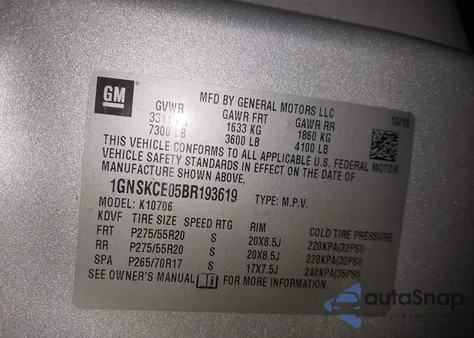 GM
MFD BY GENERAL MOTORS LLC
10/10
GVWR GAWR FRT GAWR RR
3311 KG 1633 KG 1860 KG
7300 LB 3600 LB 4100 LB
THIS VEHICLE CONFORMS TO ALL APPLICABLE U.S. FEDERAL MOTOR
VEHICLE SAFETY STANDARDS IN EFFECT ON THE DATE OF
MANUFACTURE SHOWN ABOVE.
1GNSKCE05BR193619 TYPE: M.P.V.
MODEL: K10706
KDVF TIRE SIZE SPEED RTG RIM COLD TIRE PRESSURE
FRT P275/55R20 S 20X8.5J 220KPA(32PSI)
RR P275/55R20 S 20X8.5J 220KPA(32PSI)
SPA P265/70R17 S 17X7.5J 240KPA(35PSI)
SEE OWNER'S MANUAL FOR MORE INFORMATION.
autoSnap